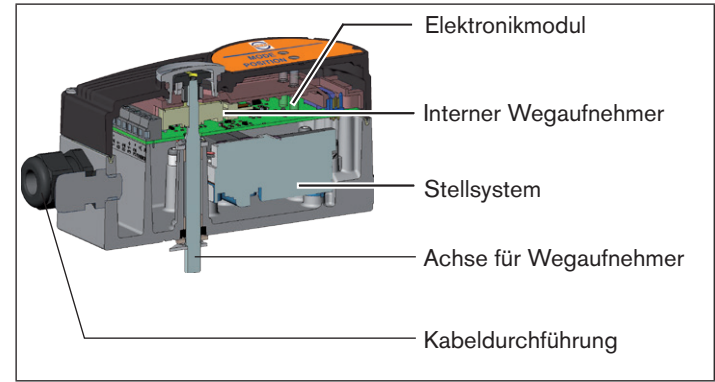 Elektronikmodul
MODE
POSITION
Interner Wegaufnehmer
Stellsystem
Achse für Wegaufnehmer
Kabeldurchführung